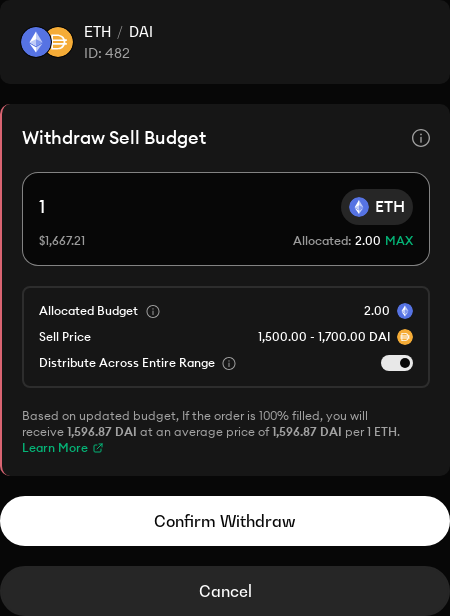 ETH / DAI
ID: 482
Withdraw Sell Budget
1
ETH
$1,667.21
Allocated: 2.00 MAX
Allocated Budget
2.00
Sell Price
1,500.00 - 1,700.00 DAI
Distribute Across Entire Range
Based on updated budget, If the order is 100% filled, you will
receive 1,596.87 DAI at an average price of 1,596.87 DAI per 1 ETH.
Learn More
Confirm Withdraw
Cancel